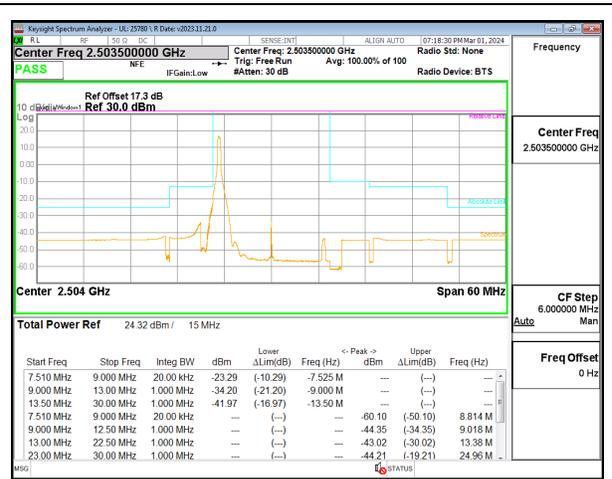 Keysight Spectrum Analyzer - UL: 25780 \ R Date: v2023.11.21.0
RL RF 50 Ω DC SENSE:INT ALIGN AUTO 07:18:30 PM Mar 01, 2024
Center Freq 2.503500000 GHz Center Freq: 2.503500000 GHz Radio Std: None Frequency
NFE Trig: Free Run Avg: 100.00% of 100
PASS IFGain:Low #Atten: 30 dB Radio Device: BTS
Ref Offset 17.3 dB
10 dB/div Ref 30.0 dBm
Log Relative Limit
20.0
10.0
0.00
-10.0
-20.0 Absolute Limit
-30.0
-40.0 Spectrum
-50.0
-60.0
Center Freq
2.503500000 GHz
Center 2.504 GHz Span 60 MHz
CF Step
6.000000 MHz
Auto Man
Total Power Ref 24.32 dBm / 15 MHz
Freq Offset
0 Hz
Lower <- Peak -> Upper
Start Freq Stop Freq Integ BW dBm ΔLim(dB) Freq (Hz) dBm ΔLim(dB) Freq (Hz)
7.510 MHz 9.000 MHz 20.00 kHz -23.29 (-10.29) -7.525 M --- (---) ---
9.000 MHz 13.00 MHz 1.000 MHz -34.20 (-21.20) -9.000 M --- (---) ---
13.50 MHz 30.00 MHz 1.000 MHz -41.97 (-16.97) -13.50 M --- (---) ---
7.510 MHz 9.000 MHz 20.00 kHz --- (---) --- -60.10 (-50.10) 8.814 M
9.000 MHz 12.50 MHz 1.000 MHz --- (---) --- -44.35 (-34.35) 9.018 M
13.00 MHz 22.50 MHz 1.000 MHz --- (---) --- -43.02 (-30.02) 13.38 M
23.00 MHz 30.00 MHz 1.000 MHz --- (---) --- -44.21 (-19.21) 24.96 M
MSG STATUS